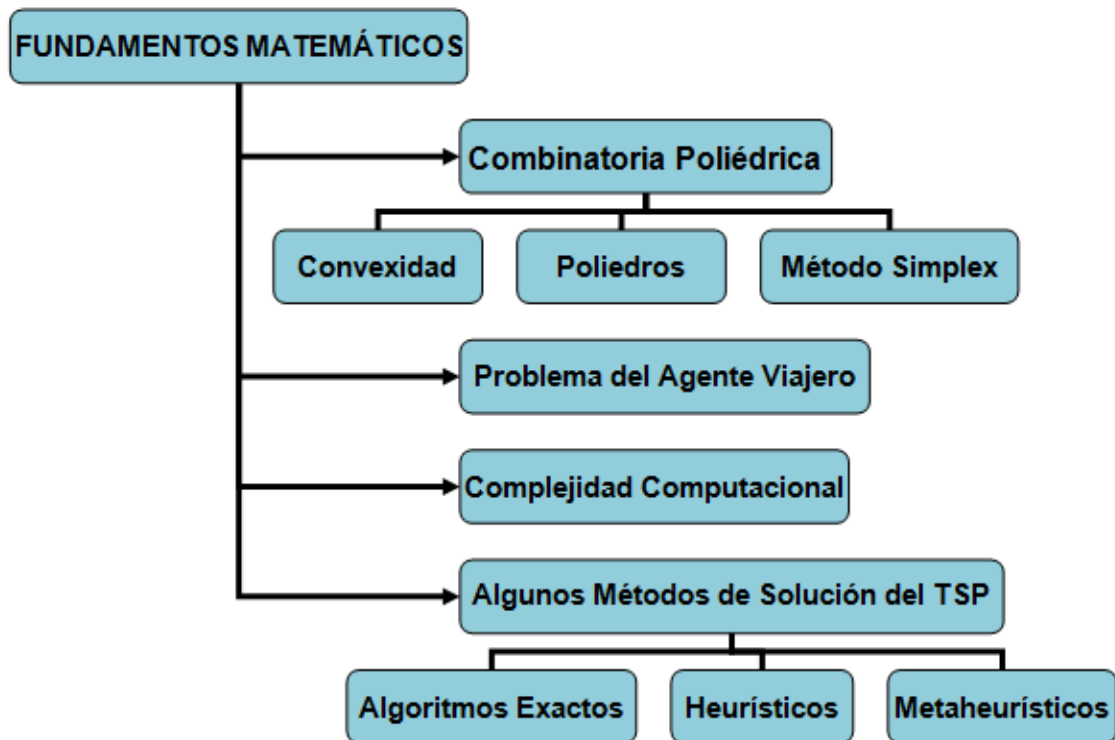 FUNDAMENTOS MATEMÁTICOS
Combinatoria Poliédrica
Convexidad
Poliedros
Método Simplex
Problema del Agente Viajero
Complejidad Computacional
Algunos Métodos de Solución del TSP
Algoritmos Exactos
Heurísticos
Metaheurísticos